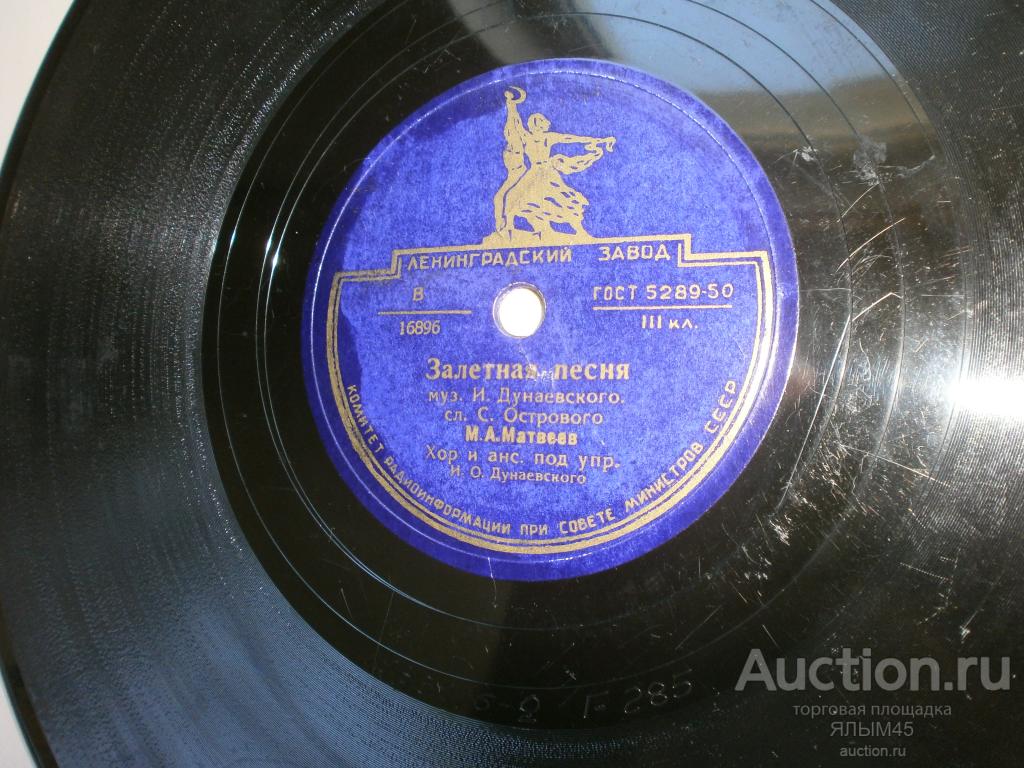 ЛЕНИНГРАДСКИЙ ЗАВОД
В
16896
ГОСТ 5289-50
III кл.
Залетная песня
муз. И. Дунаевского.
сл. С. Острового
М.А.Матвеев
Хор и анс. под упр.
И. О. Дунаевского
КОМИТЕТ РАДИОИНФОРМАЦИИ ПРИ СОВЕТЕ МИНИСТРОВ СССР
285
Auction.ru
торговая площадка
ЯЛЫМ45
auction.ru